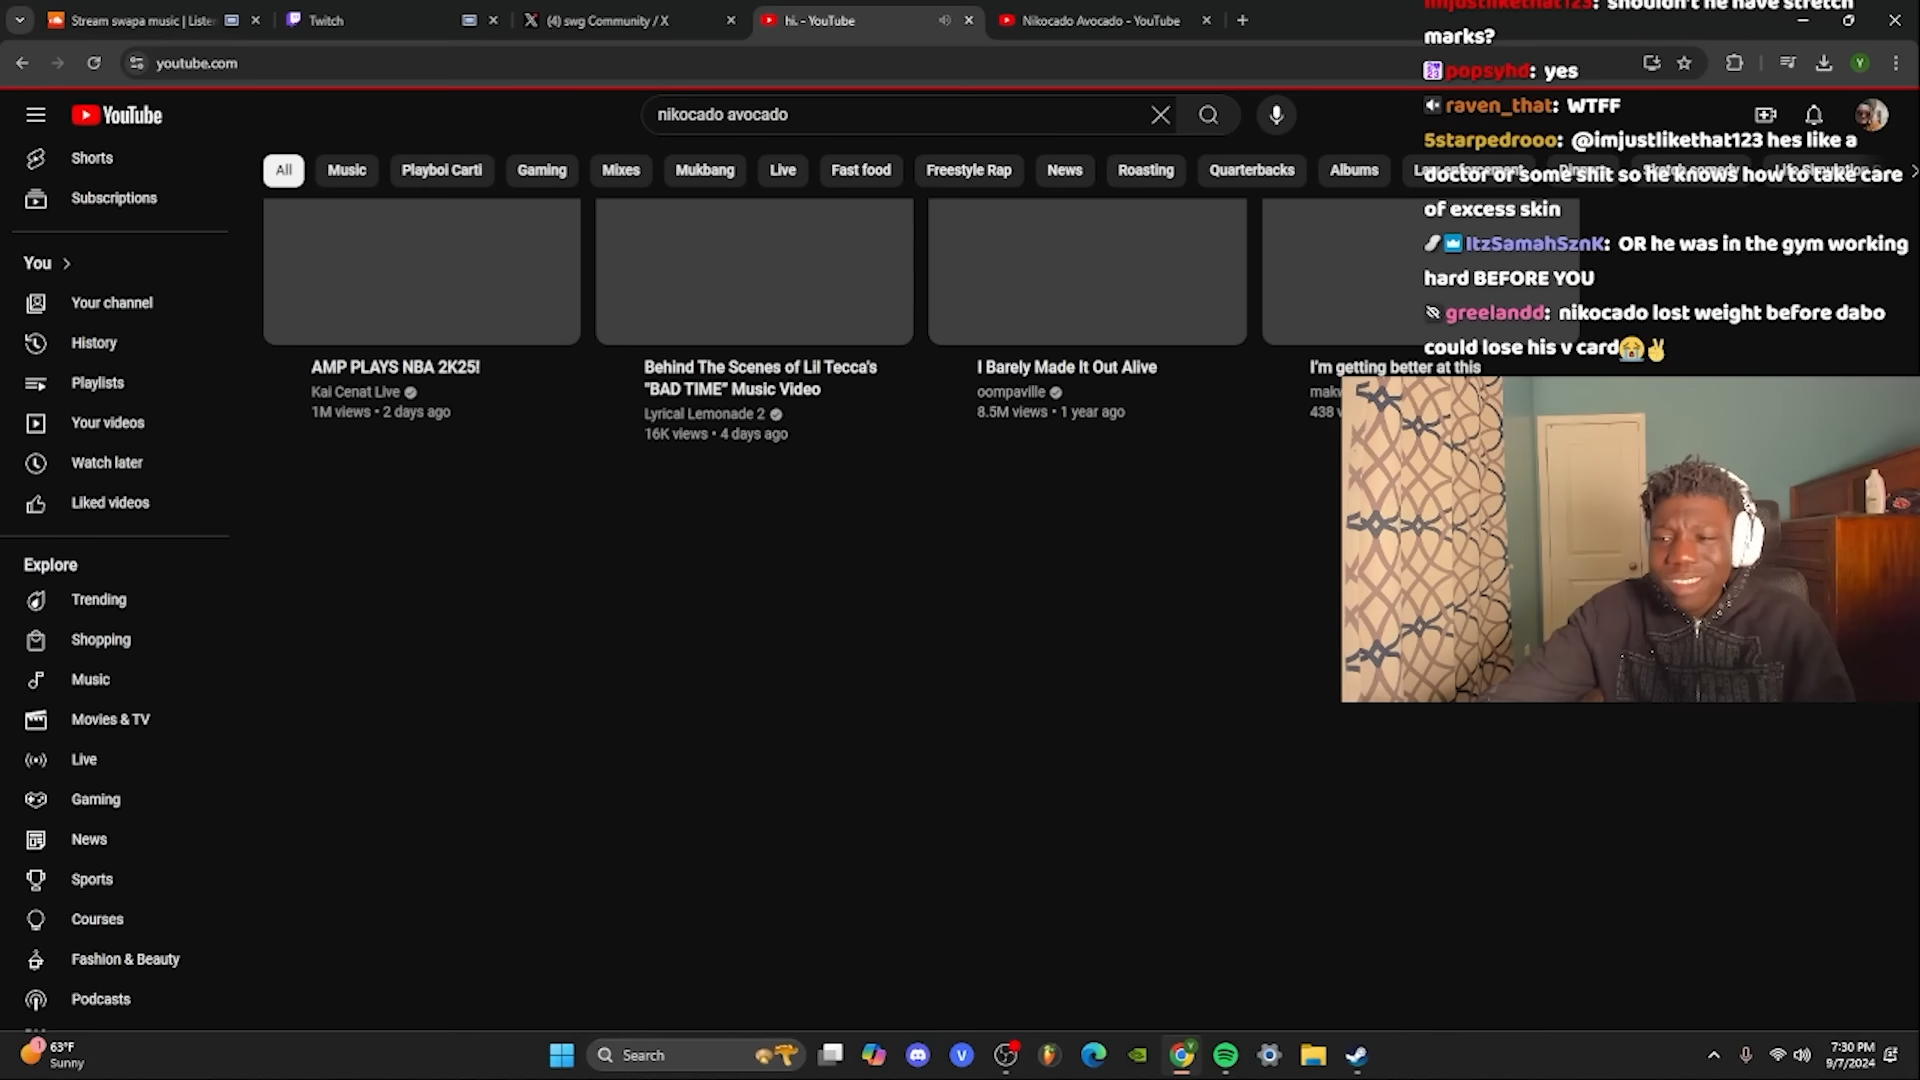 Stream swapa music | Listen
Twitch
(4) swg Community / X
hi. - YouTube
Nikocado Avocado - YouTube
youtube.com
Y
YouTube
nikocado avocado
All
Music
Playboi Carti
Gaming
Mixes
Mukbang
Live
Fast food
Freestyle Rap
News
Roasting
Quarterbacks
Albums
Shorts
Subscriptions
You
Your channel
History
Playlists
Your videos
Watch later
Liked videos
Explore
Trending
Shopping
Music
Movies & TV
Live
Gaming
News
Sports
Courses
Fashion & Beauty
Podcasts
AMP PLAYS NBA 2K25!
Kai Cenat Live
1M views • 2 days ago
Behind The Scenes of Lil Tecca's
"BAD TIME" Music Video
Lyrical Lemonade 2
16K views • 4 days ago
I Barely Made It Out Alive
oompaville
8.5M views • 1 year ago
I'm getting better at this
438
imjustlikethat123: shouldn't he have stretch
marks?
popsyhd: yes
raven_that: WTFF
5starpedrooo: @imjustlikethat123 hes like a
doctor or some shit so he knows how to take care
of excess skin
ItzSamahSznK: OR he was in the gym working
hard BEFORE YOU
greelandd: nikocado lost weight before dabo
could lose his v card😭✌
1
63°F
Sunny
Search
7:30 PM
9/7/2024